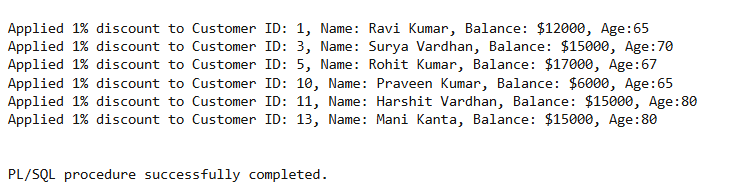 Applied 1% discount to Customer ID: 1, Name: Ravi Kumar, Balance: $12000, Age:65
Applied 1% discount to Customer ID: 3, Name: Surya Vardhan, Balance: $15000, Age:70
Applied 1% discount to Customer ID: 5, Name: Rohit Kumar, Balance: $17000, Age:67
Applied 1% discount to Customer ID: 10, Name: Praveen Kumar, Balance: $6000, Age:65
Applied 1% discount to Customer ID: 11, Name: Harshit Vardhan, Balance: $15000, Age:80
Applied 1% discount to Customer ID: 13, Name: Mani Kanta, Balance: $15000, Age:80
PL/SQL procedure successfully completed.